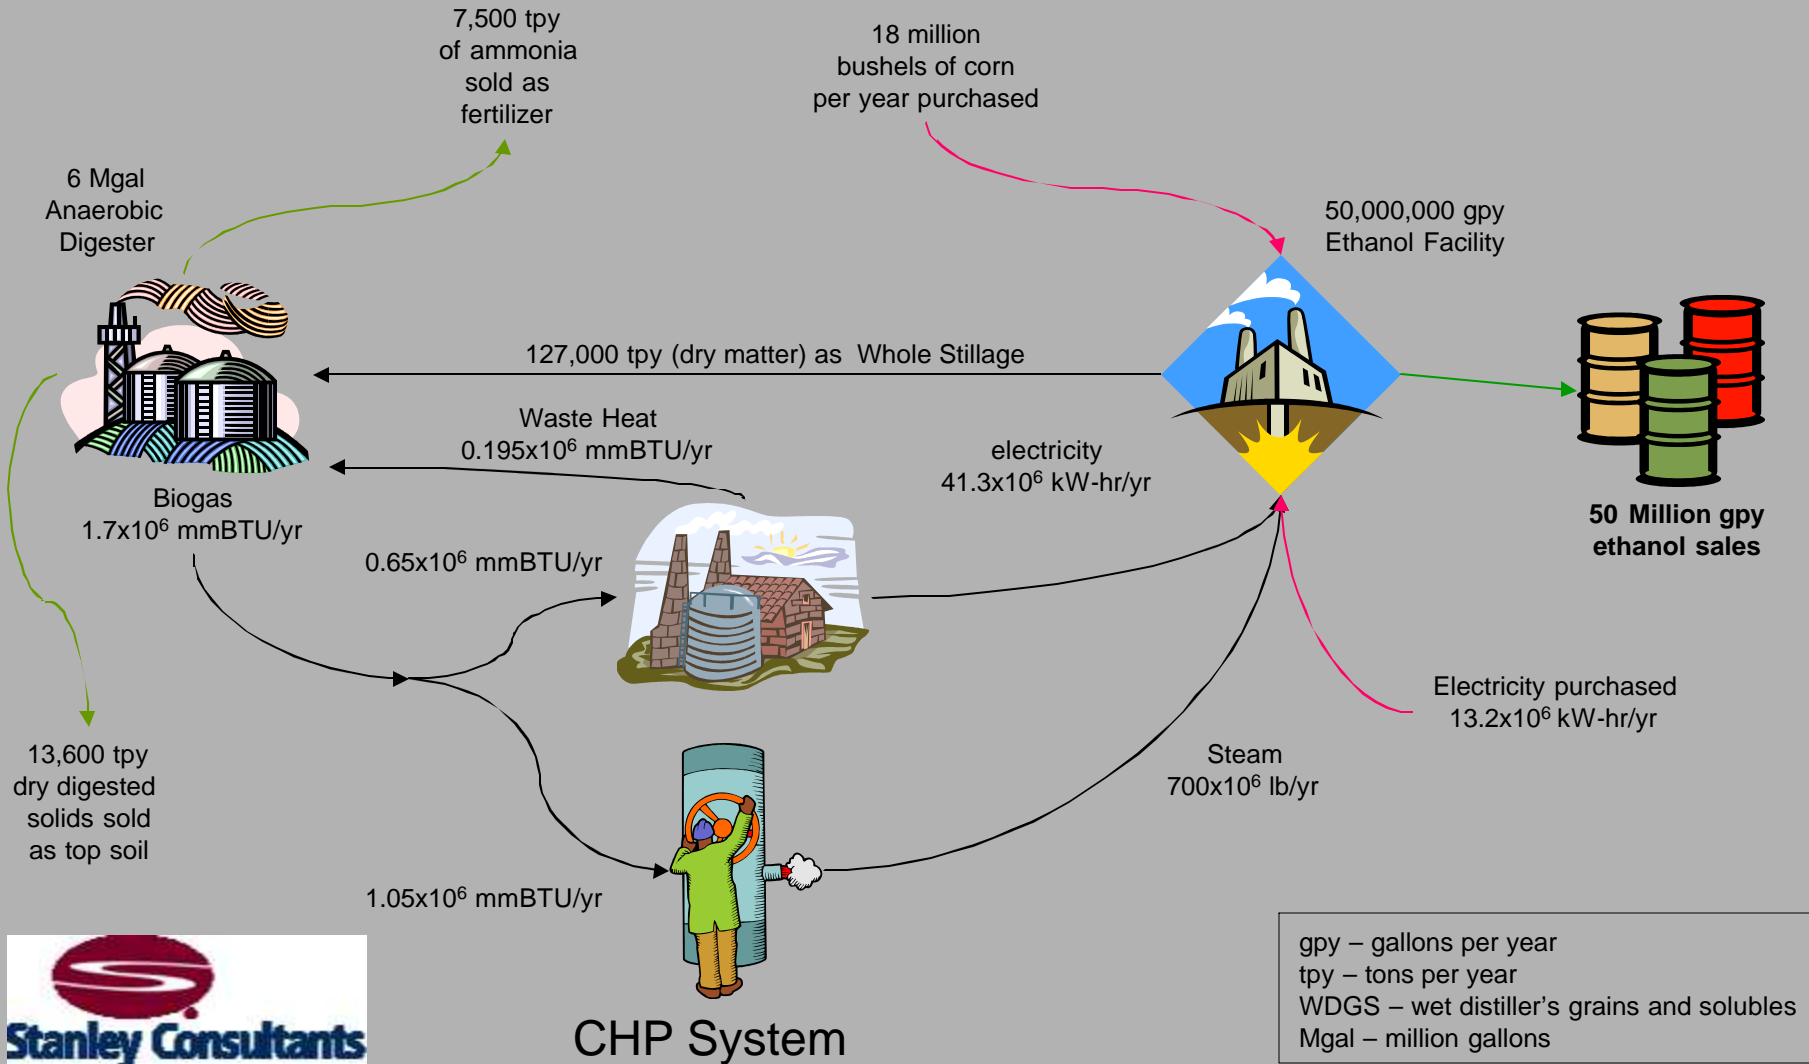 7,500 tpy
of ammonia
sold as
fertilizer
18 million
bushels of corn
per year purchased
6 Mgal
Anaerobic
Digester
50,000,000 gpy
Ethanol Facility
127,000 tpy (dry matter) as Whole Stillage
Waste Heat
0.195x10⁶ mmBTU/yr
electricity
41.3x10⁶ kW-hr/yr
Biogas
1.7x10⁶ mmBTU/yr
50 Million gpy
ethanol sales
0.65x10⁶ mmBTU/yr
Electricity purchased
13.2x10⁶ kW-hr/yr
13,600 tpy
dry digested
solids sold
as top soil
Steam
700x10⁶ lb/yr
1.05x10⁶ mmBTU/yr
Stanley Consultants
CHP System
gpy – gallons per year
tpy – tons per year
WDGS – wet distiller's grains and solubles
Mgal – million gallons